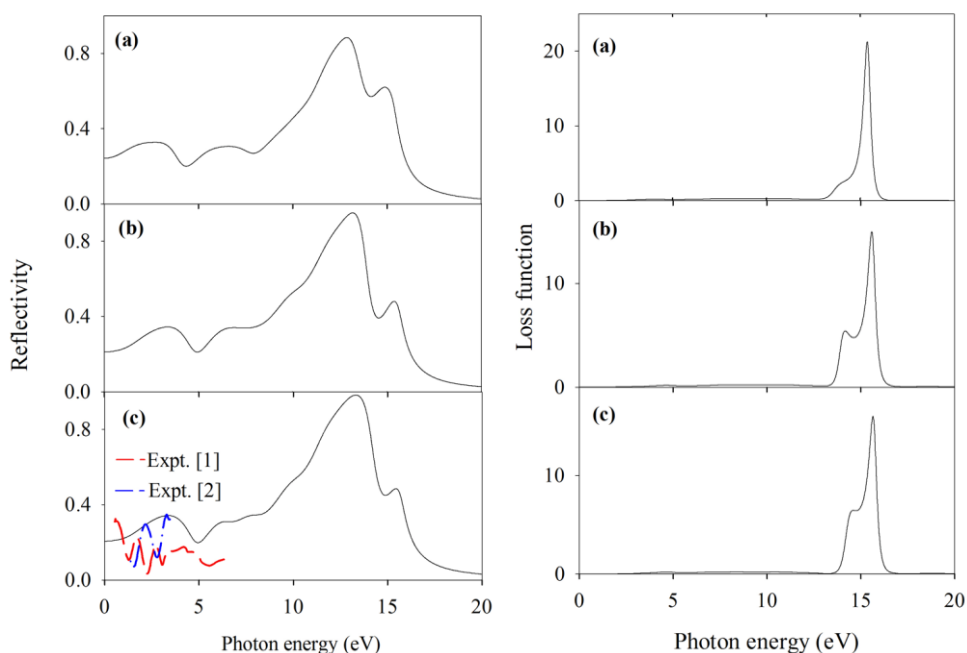 (a)
0.8
0.4
0.0
(b)
0.8
0.4
0.0
(c)
0.8
0.4
0.0
Expt. [1]
Expt. [2]
Reflectivity
0 5 10 15 20
Photon energy (eV)
(a)
20
10
0
(b)
10
0
(c)
10
0
Loss function
0 5 10 15 20
Photon energy (eV)